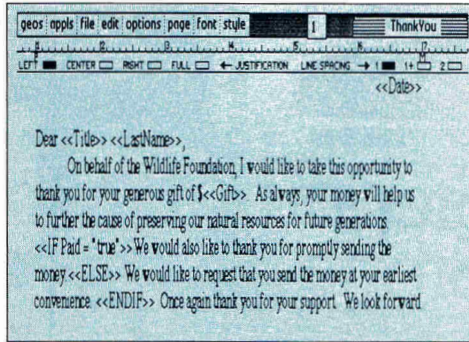 geos appls file edit options page font style 1 ThankYou
LEFT CENTER RIGHT FULL ← JUSTIFICATION LINE SPACING → 1 1+ 2
<<Date>>
Dear <<Title>> <<LastName>>,
On behalf of the Wildlife Foundation, I would like to take this opportunity to
thank you for your generous gift of $<<Gift>>. As always, your money will help us
to further the cause of preserving our natural resources for future generations.
<<IF Paid = "true">>We would also like to thank you for promptly sending the
money.<<ELSE>> We would like to request that you send the money at your earliest
convenience. <<ENDIF>> Once again thank you for your support. We look forward